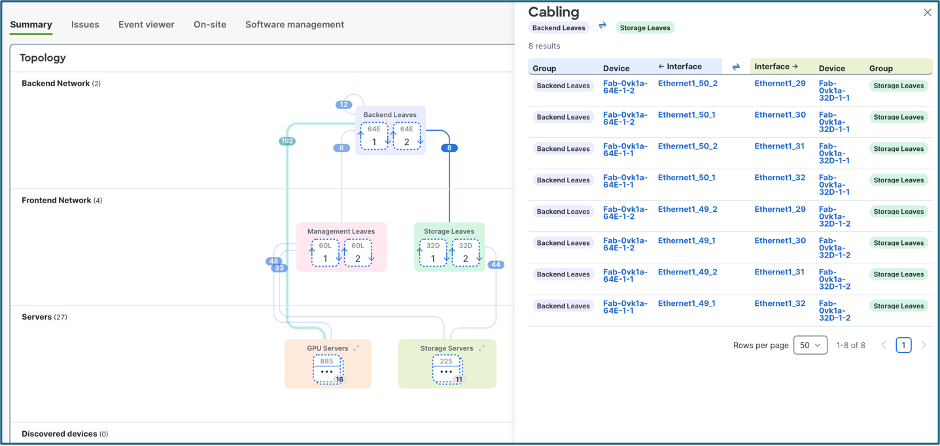 Summary Issues Event viewer On-site Software management
Topology
Backend Network (2)
12
Backend Leaves
64E 64E
1 2
192
8 8
Frontend Network (4)
Management Leaves Storage Leaves
60L 60L 32D 32D
1 2 1 2
48
33
44
Servers (27)
GPU Servers Storage Servers
885 225
16 11
Discovered devices (0)
Cabling
Backend Leaves Storage Leaves
8 results
Group Device ← Interface Interface → Device Group
Backend Leaves Fab-0vk1a-64E-1-2 Ethernet1_50_2 Ethernet1_29 Fab-0vk1a-32D-1-1 Storage Leaves
Backend Leaves Fab-0vk1a-64E-1-2 Ethernet1_50_1 Ethernet1_30 Fab-0vk1a-32D-1-1 Storage Leaves
Backend Leaves Fab-0vk1a-64E-1-1 Ethernet1_50_2 Ethernet1_31 Fab-0vk1a-32D-1-1 Storage Leaves
Backend Leaves Fab-0vk1a-64E-1-1 Ethernet1_50_1 Ethernet1_32 Fab-0vk1a-32D-1-1 Storage Leaves
Backend Leaves Fab-0vk1a-64E-1-2 Ethernet1_49_2 Ethernet1_29 Fab-0vk1a-32D-1-2 Storage Leaves
Backend Leaves Fab-0vk1a-64E-1-2 Ethernet1_49_1 Ethernet1_30 Fab-0vk1a-32D-1-2 Storage Leaves
Backend Leaves Fab-0vk1a-64E-1-1 Ethernet1_49_2 Ethernet1_31 Fab-0vk1a-32D-1-2 Storage Leaves
Backend Leaves Fab-0vk1a-64E-1-1 Ethernet1_49_1 Ethernet1_32 Fab-0vk1a-32D-1-2 Storage Leaves
Rows per page 50 1-8 of 8 1